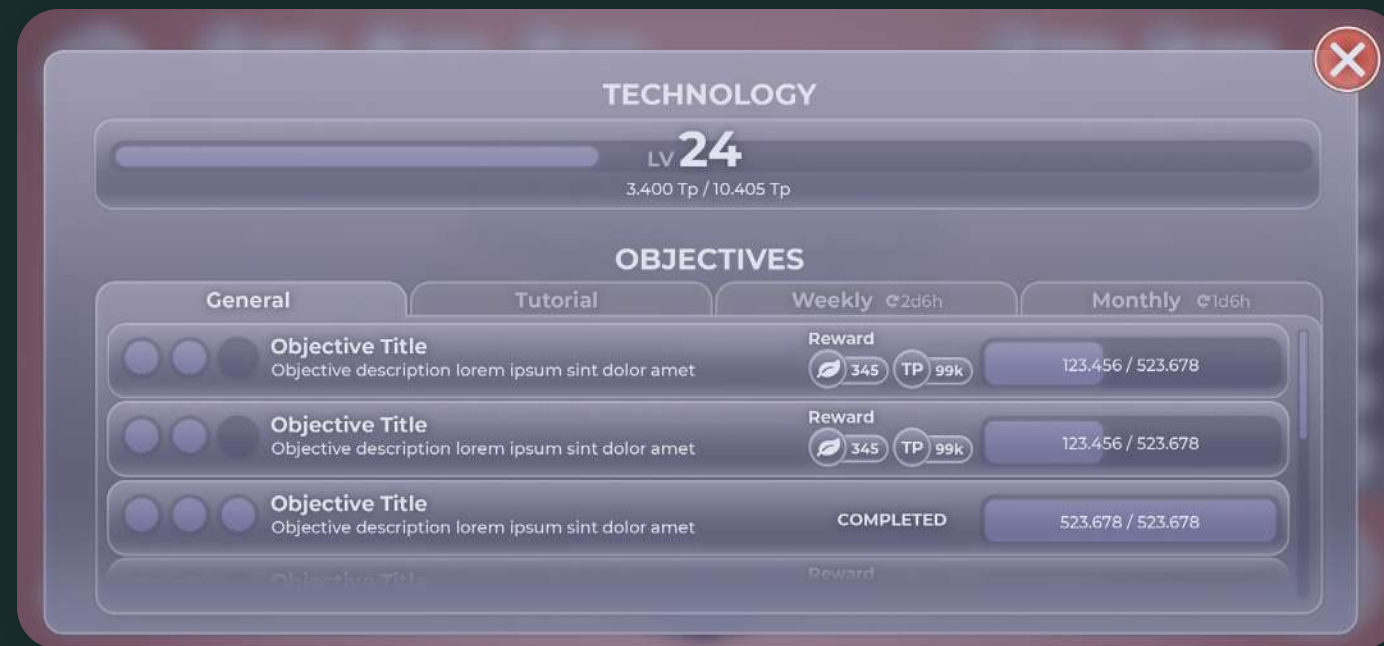 TECHNOLOGY
LV 24
3.400 Tp / 10.405 Tp
OBJECTIVES
General
Tutorial
Weekly 2d6h
Monthly 1d6h
Objective Title
Objective description lorem ipsum sint dolor amet
Reward
345
TP 99k
123.456 / 523.678
Objective Title
Objective description lorem ipsum sint dolor amet
Reward
345
TP 99k
123.456 / 523.678
Objective Title
Objective description lorem ipsum sint dolor amet
COMPLETED
523.678 / 523.678
Objective Title
Reward